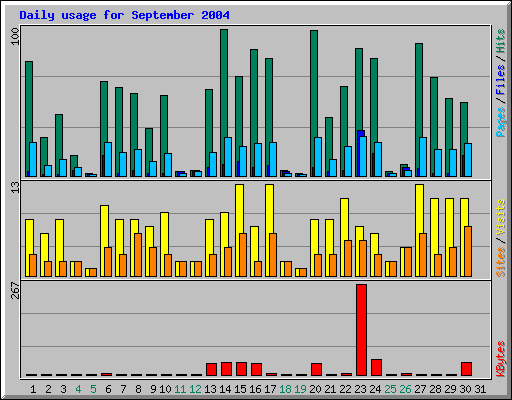 Daily usage for September 2004
100
Pages / Files / Hits
13
Sites / Visits
267
KBytes
1 2 3 4 5 6 7 8 9 10 11 12 13 14 15 16 17 18 19 20 21 22 23 24 25 26 27 28 29 30 31